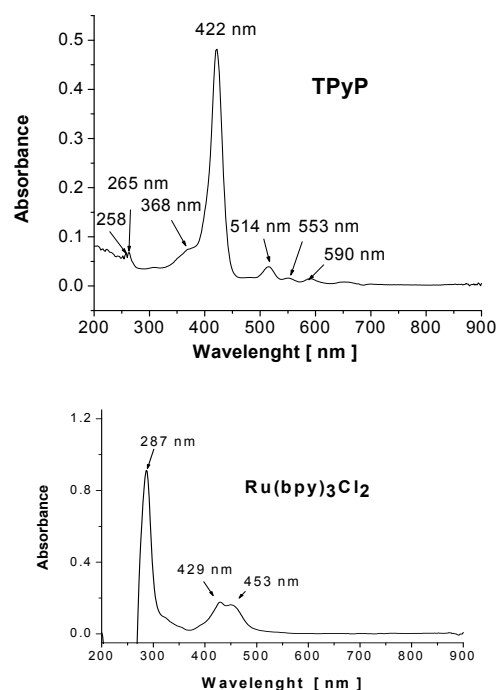 422 nm
0.5
TPyP
0.4
0.3
Absorbance
0.2
265 nm
368 nm
258
514 nm
553 nm
590 nm
0.1
0.0
200 300 400 500 600 700 800 900
Wavelenght [ nm ]
1.2
287 nm
Ru(bpy)₃Cl₂
0.8
Absorbance
429 nm
453 nm
0.4
0.0
200 300 400 500 600 700 800 900
Wavelenght [ nm ]